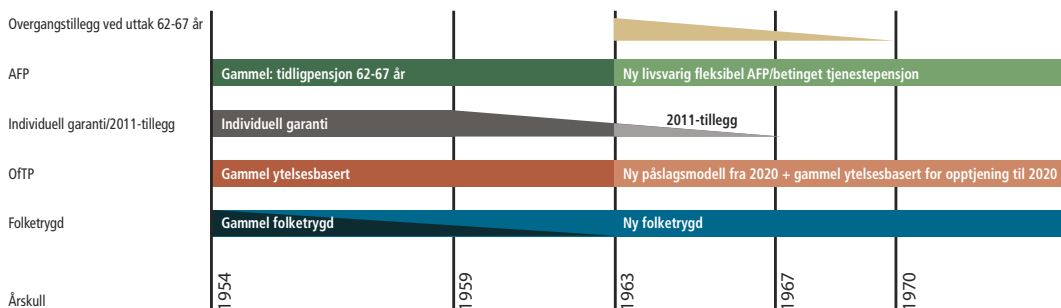 Overgangstillegg ved uttak 62-67 år
AFP
Gammel: tidligpensjon 62-67 år
Ny livsvarig fleksibel AFP/betinget tjenestepensjon
Individuell garanti/2011-tillegg
Individuell garanti
2011-tillegg
OfTP
Gammel ytelsesbasert
Ny påslagsmodell fra 2020 + gammel ytelsesbasert for opptjening til 2020
Folketrygd
Gammel folketrygd
Ny folketrygd
Årskull
1954
1959
1963
1967
1970